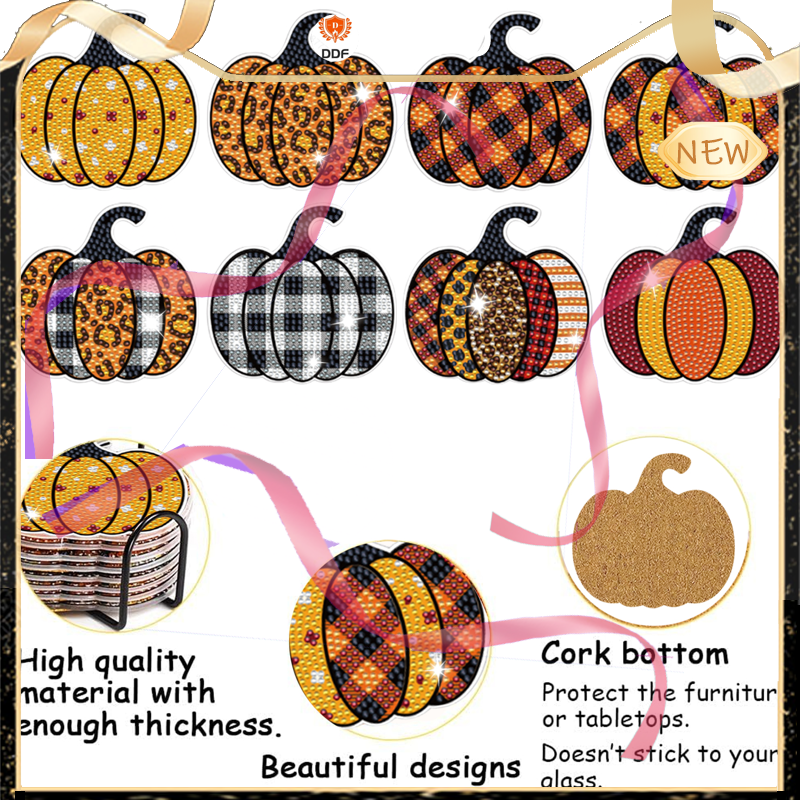 DDF
NEW
High quality
material with
enough thickness.
Beautiful designs
Cork bottom
Protect the furnitur
or tabletops.
Doesn't stick to your
glass.